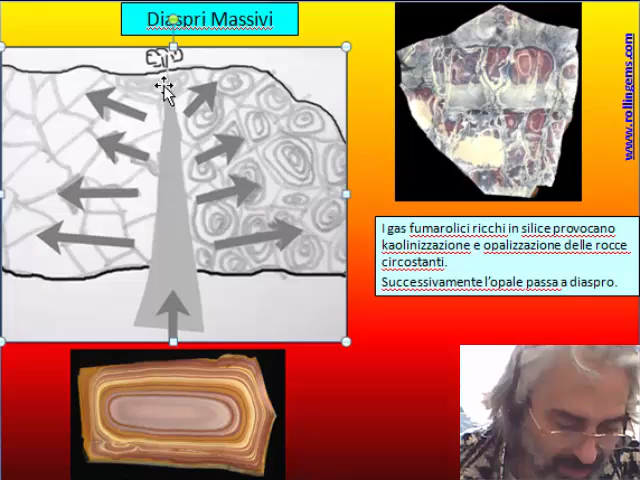 Diaspri Massivi
www.rollingems.com
I gas fumarolici ricchi in silice provocano
kaolinizzazione e opalizzazione delle rocce
circostanti.
Successivamente l'opale passa a diaspro.